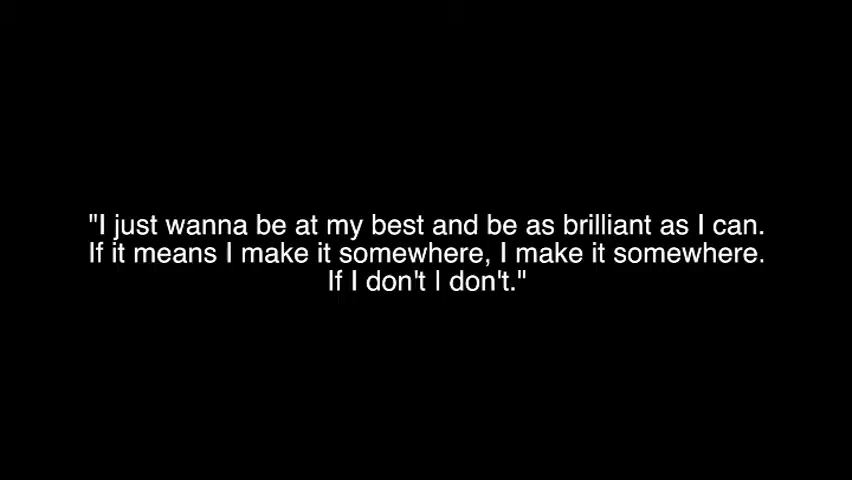 "I just wanna be at my best and be as brilliant as I can.
If it means I make it somewhere, I make it somewhere.
If I don't I don't."